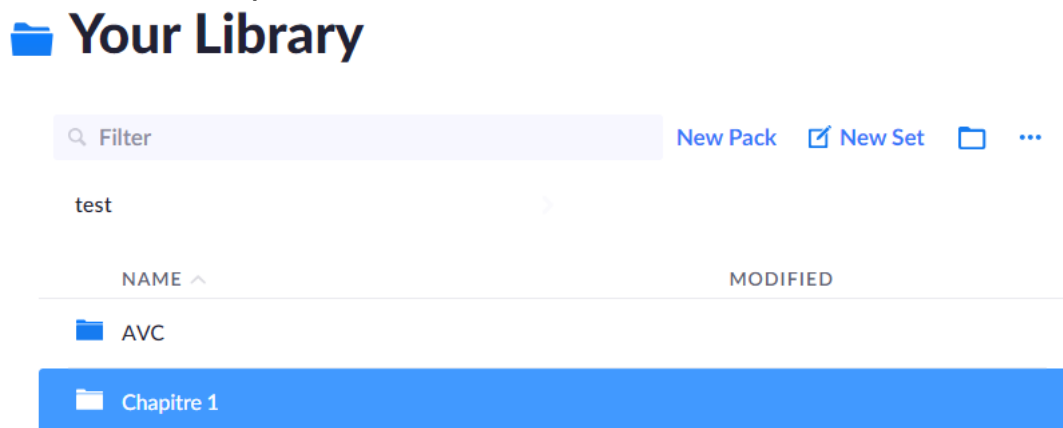 Your Library
Filter New Pack New Set
test
NAME MODIFIED
AVC
Chapitre 1